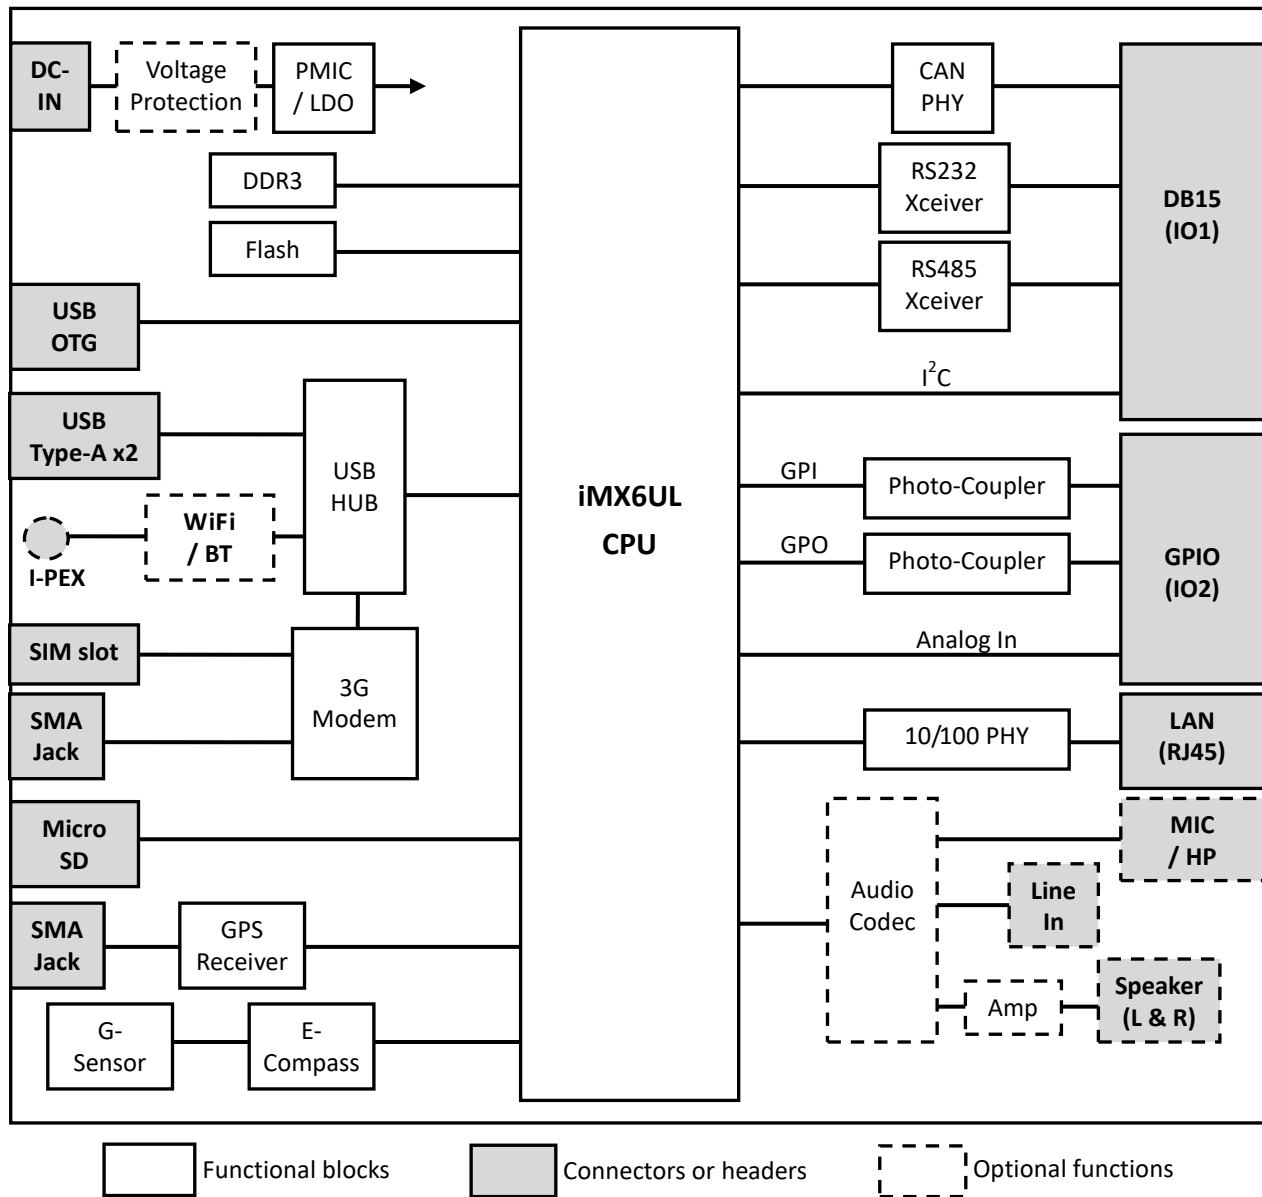 DC-
IN
Voltage
Protection
PMIC
/ LDO
DDR3
Flash
USB
OTG
USB
Type-A x2
USB
HUB
WiFi
/ BT
I-PEX
SIM slot
3G
Modem
SMA
Jack
Micro
SD
SMA
Jack
GPS
Receiver
G-
Sensor
E-
Compass
iMX6UL
CPU
CAN
PHY
RS232
Xceiver
RS485
Xceiver
I²C
DB15
(IO1)
GPI
Photo-Coupler
GPO
Photo-Coupler
Analog In
GPIO
(IO2)
10/100 PHY
LAN
(RJ45)
Audio
Codec
MIC
/ HP
Line
In
Amp
Speaker
(L & R)
Functional blocks
Connectors or headers
Optional functions